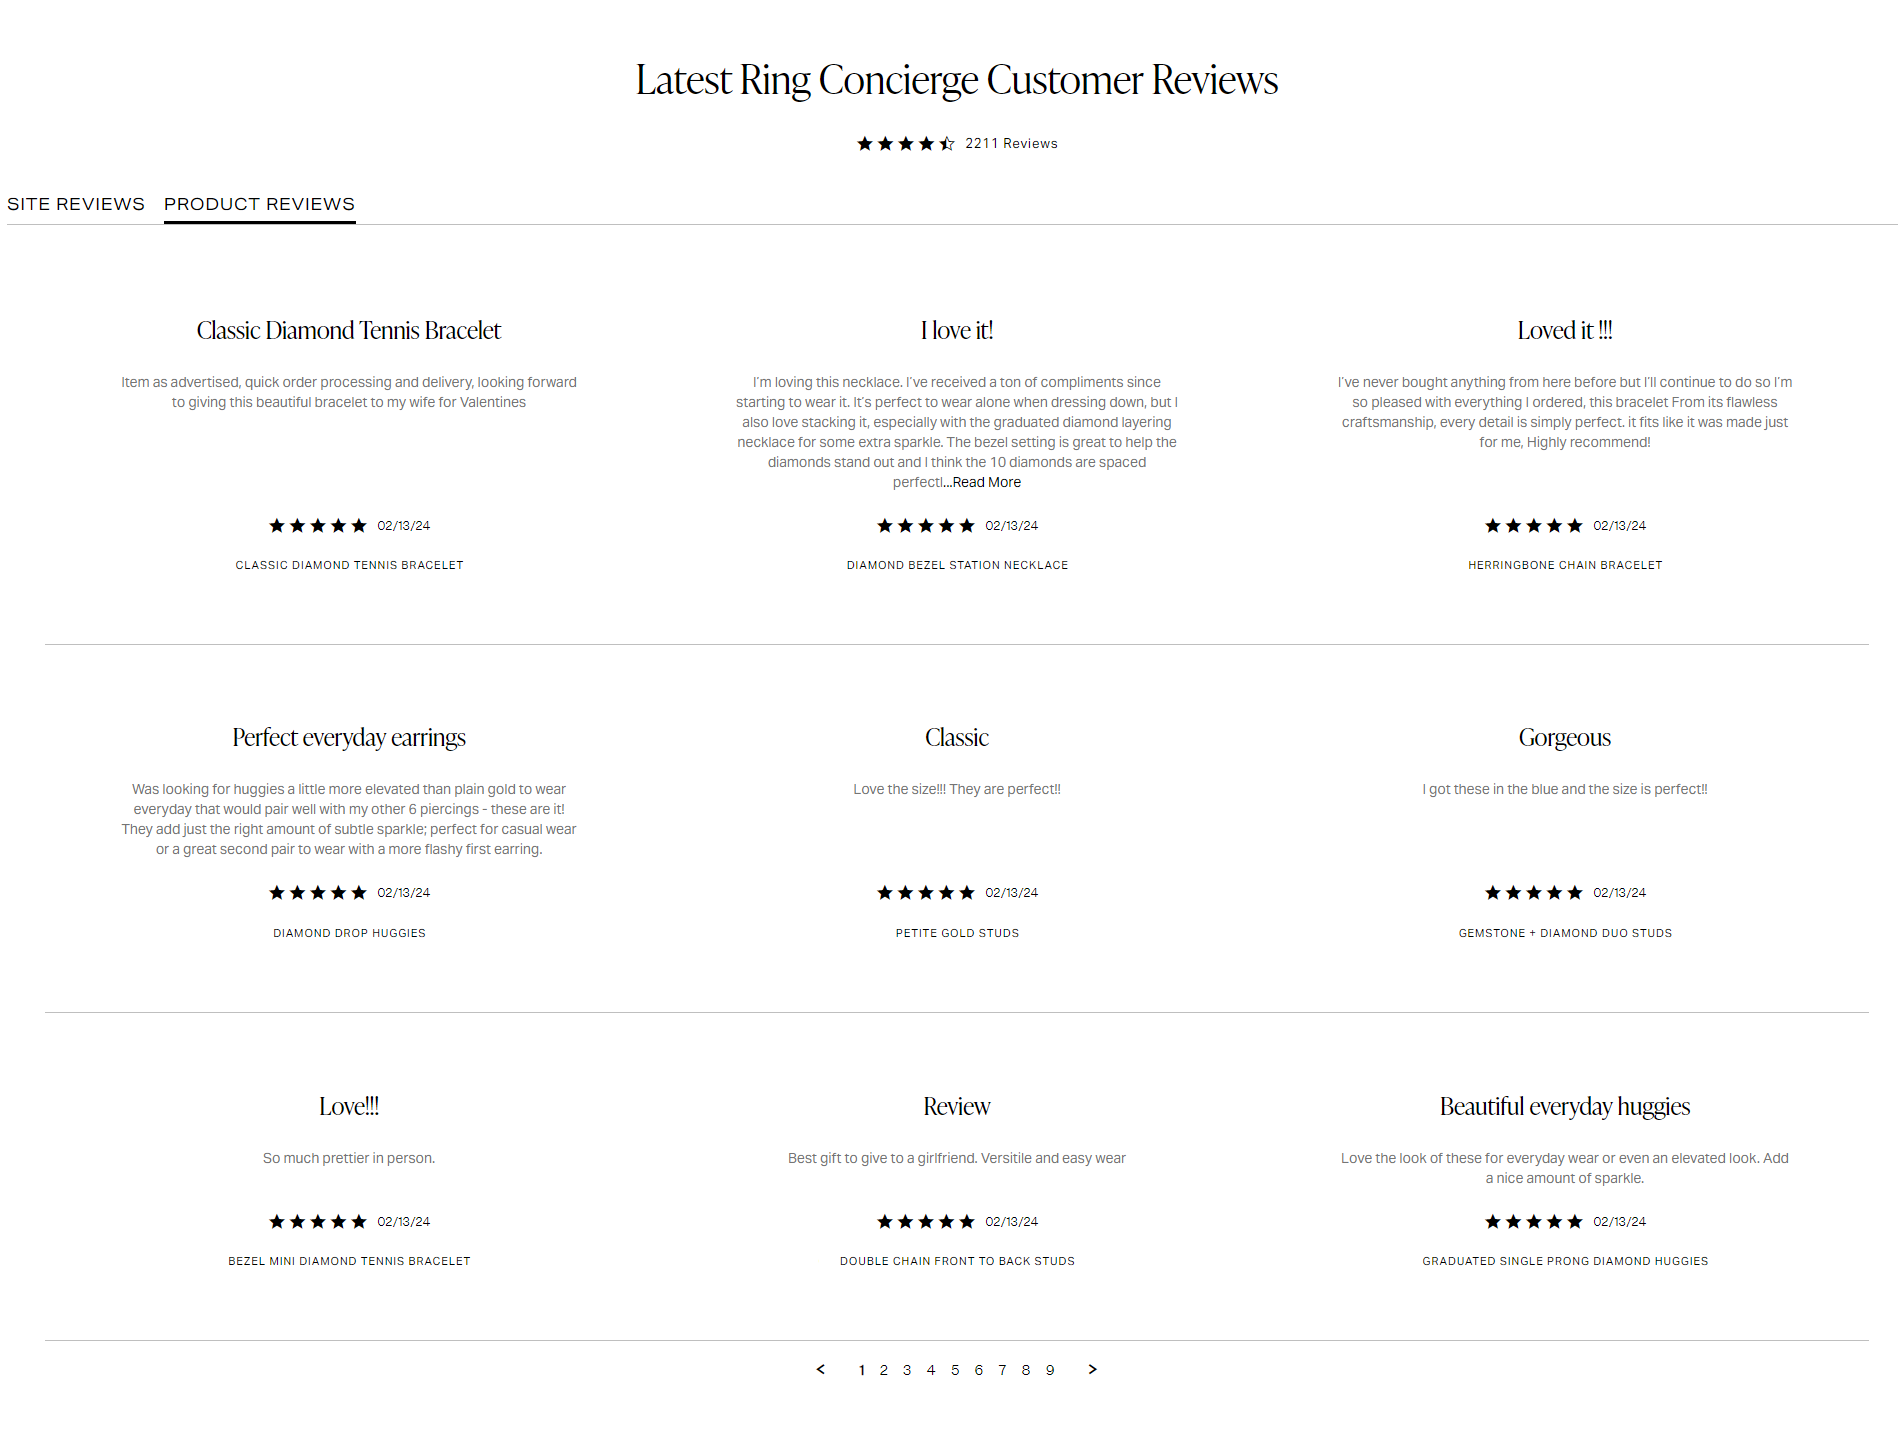 Latest Ring Concierge Customer Reviews
2211 Reviews
SITE REVIEWS PRODUCT REVIEWS
Classic Diamond Tennis Bracelet
Item as advertised, quick order processing and delivery, looking forward
to giving this beautiful bracelet to my wife for Valentines
02/13/24
CLASSIC DIAMOND TENNIS BRACELET
I love it!
I'm loving this necklace. I've received a ton of compliments since
starting to wear it. It's perfect to wear alone when dressing down, but I
also love stacking it, especially with the graduated diamond layering
necklace for some extra sparkle. The bezel setting is great to help the
diamonds stand out and I think the 10 diamonds are spaced
perfectl...Read More
02/13/24
DIAMOND BEZEL STATION NECKLACE
Loved it !!!
I've never bought anything from here before but I'll continue to do so I'm
so pleased with everything I ordered, this bracelet From its flawless
craftsmanship, every detail is simply perfect. it fits like it was made just
for me, Highly recommend!
02/13/24
HERRINGBONE CHAIN BRACELET
Perfect everyday earrings
Was looking for huggies a little more elevated than plain gold to wear
everyday that would pair well with my other 6 piercings - these are it!
They add just the right amount of subtle sparkle; perfect for casual wear
or a great second pair to wear with a more flashy first earring.
02/13/24
DIAMOND DROP HUGGIES
Classic
Love the size!!! They are perfect!!
02/13/24
PETITE GOLD STUDS
Gorgeous
I got these in the blue and the size is perfect!!
02/13/24
GEMSTONE + DIAMOND DUO STUDS
Love!!!
So much prettier in person.
02/13/24
BEZEL MINI DIAMOND TENNIS BRACELET
Review
Best gift to give to a girlfriend. Versitile and easy wear
02/13/24
DOUBLE CHAIN FRONT TO BACK STUDS
Beautiful everyday huggies
Love the look of these for everyday wear or even an elevated look. Add
a nice amount of sparkle.
02/13/24
GRADUATED SINGLE PRONG DIAMOND HUGGIES
< 1 2 3 4 5 6 7 8 9 >